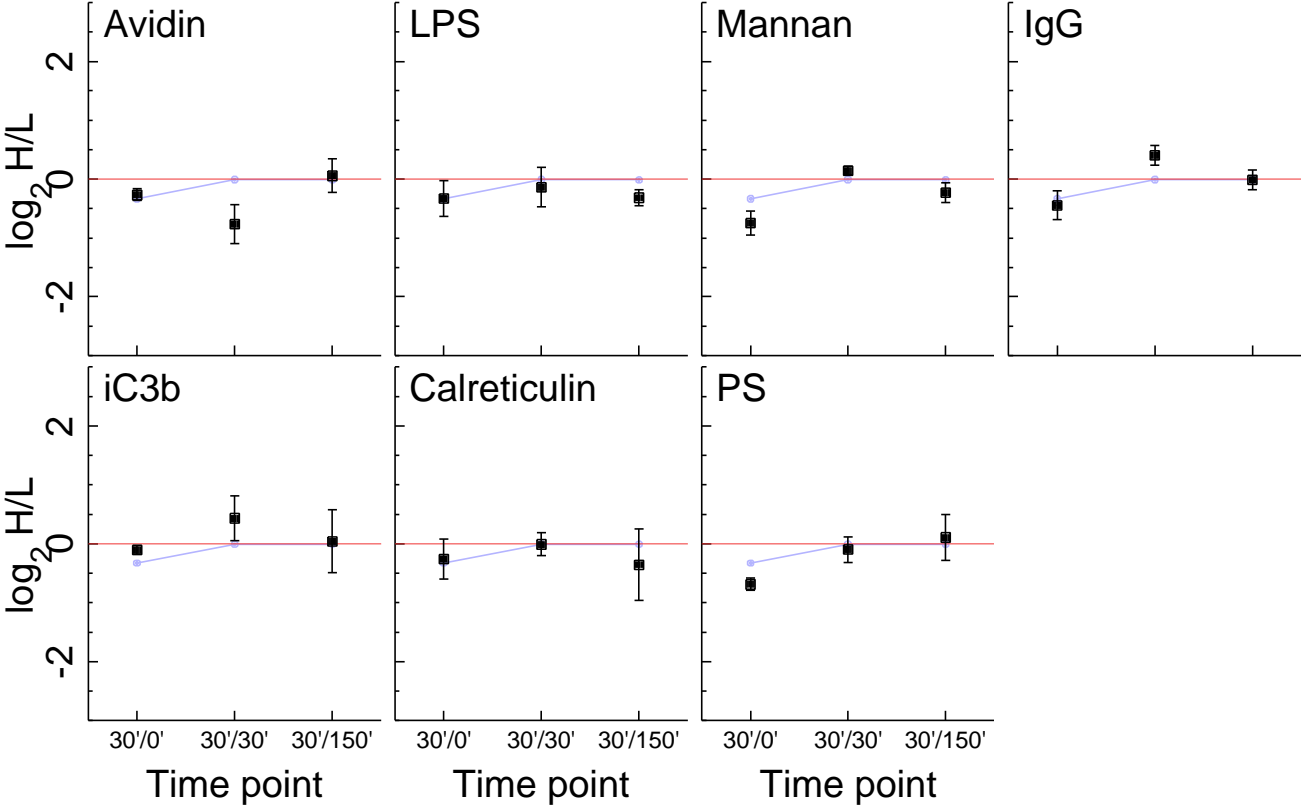 Avidin LPS Mannan IgG
2
0
-2
log2 H/L
iC3b Calreticulin PS
2
0
-2
log2 H/L
30'/0' 30'/30' 30'/150' 30'/0' 30'/30' 30'/150' 30'/0' 30'/30' 30'/150'
Time point Time point Time point